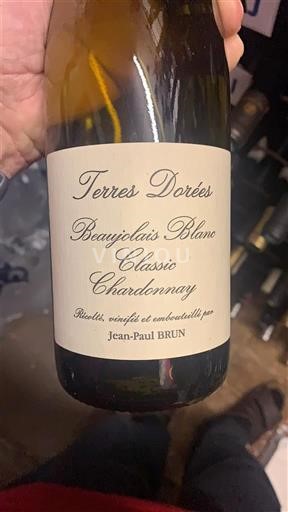 Terres Dorées
Beaujolais Blanc
Classic
Chardonnay
Récolté, vinifié et embouteillé par
Jean-Paul BRUN